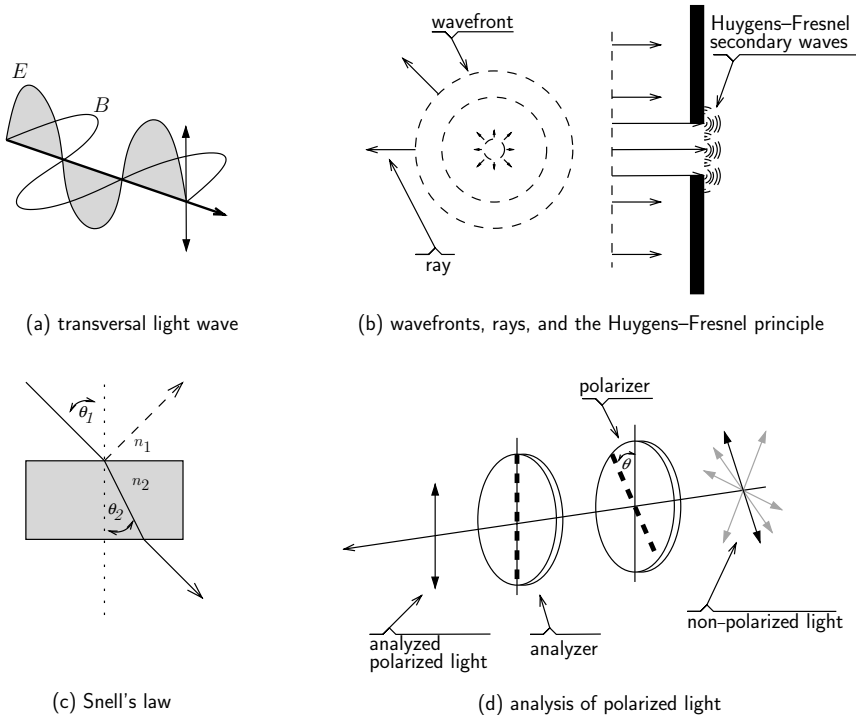 E
B
(a) transversal light wave
wavefront
ray
Huygens–Fresnel
secondary waves
(b) wavefronts, rays, and the Huygens–Fresnel principle
θ1
n1
n2
θ2
(c) Snell's law
polarizer
θ
non–polarized light
analyzed
polarized light
analyzer
(d) analysis of polarized light